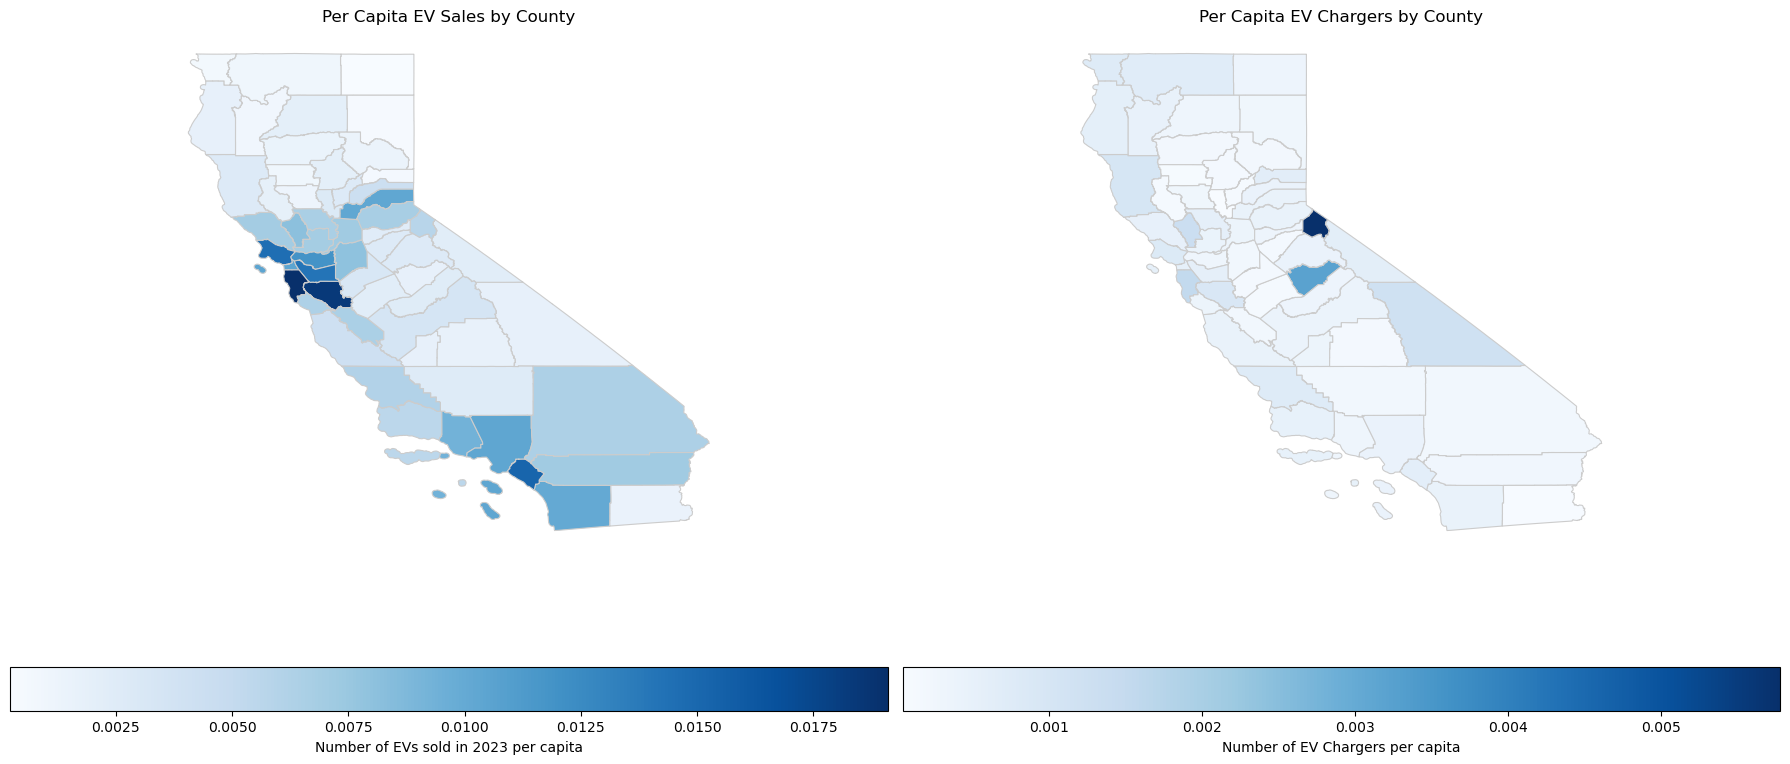 Per Capita EV Sales by County
Per Capita EV Chargers by County
0.0025 0.0050 0.0075 0.0100 0.0125 0.0150 0.0175
Number of EVs sold in 2023 per capita
0.001 0.002 0.003 0.004 0.005
Number of EV Chargers per capita